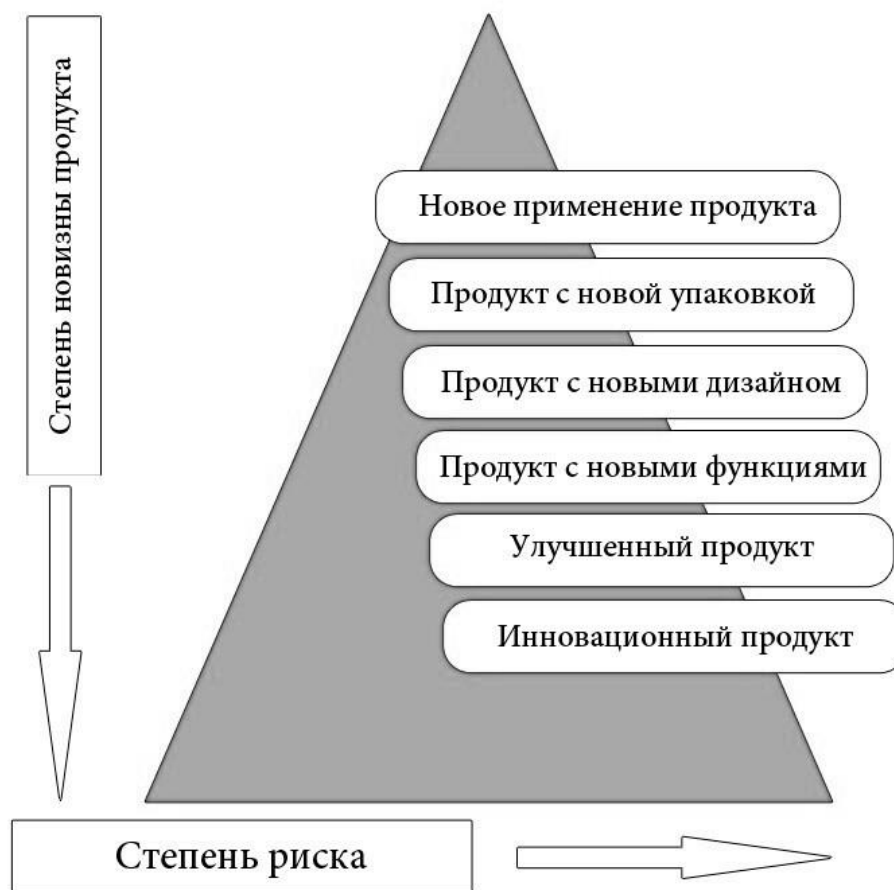 Степень новизны продукта
Новое применение продукта
Продукт с новой упаковкой
Продукт с новыми дизайном
Продукт с новыми функциями
Улучшенный продукт
Инновационный продукт
Степень риска